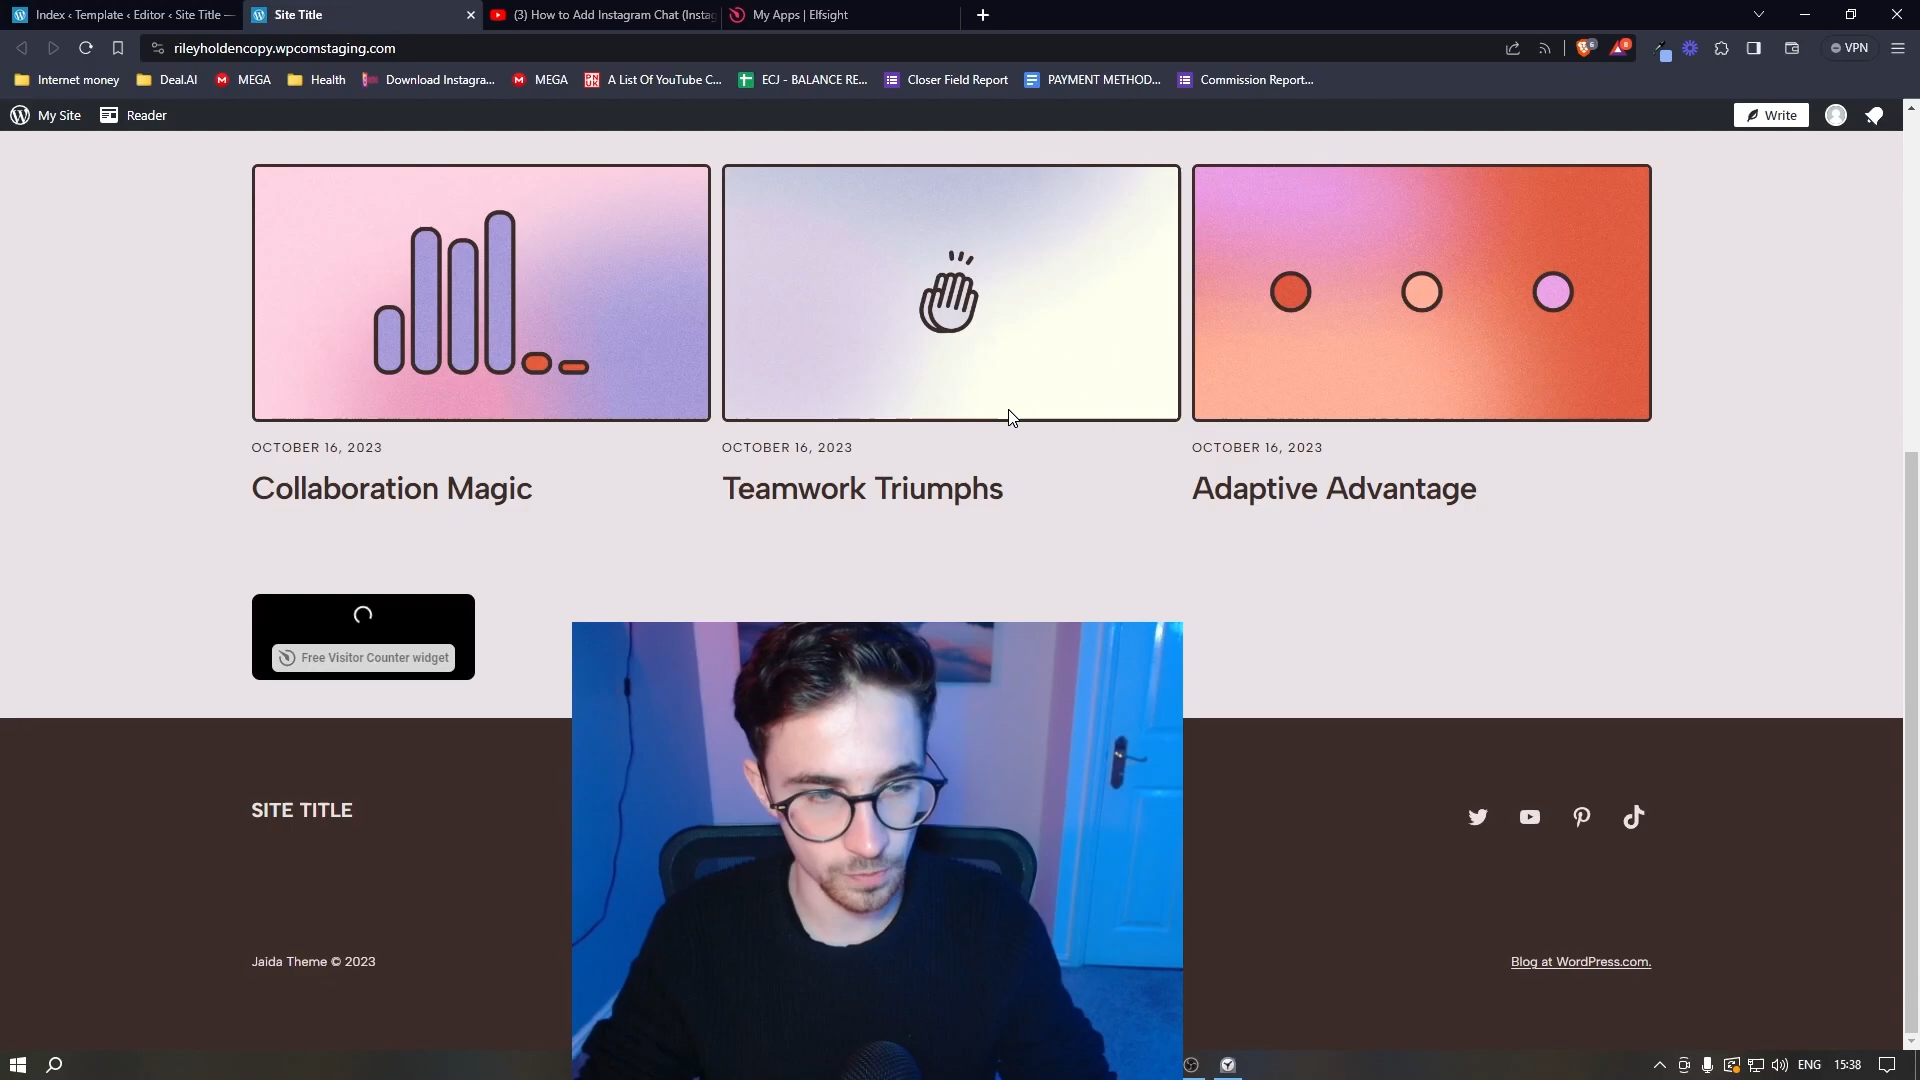 Index ‹ Template ‹ Editor ‹ Site Title —
Site Title
(3) How to Add Instagram Chat (Instag
My Apps | Elfsight
rileyholdencopy.wpcomstaging.com
VPN
Internet money
Deal.AI
MEGA
Health
Download Instagra...
MEGA
A List Of YouTube C...
ECJ - BALANCE RE...
Closer Field Report
PAYMENT METHOD...
Commission Report...
My Site
Reader
Write
OCTOBER 16, 2023
Collaboration Magic
OCTOBER 16, 2023
Teamwork Triumphs
OCTOBER 16, 2023
Adaptive Advantage
Free Visitor Counter widget
SITE TITLE
Jaida Theme © 2023
Blog at WordPress.com.
ENG
15:38